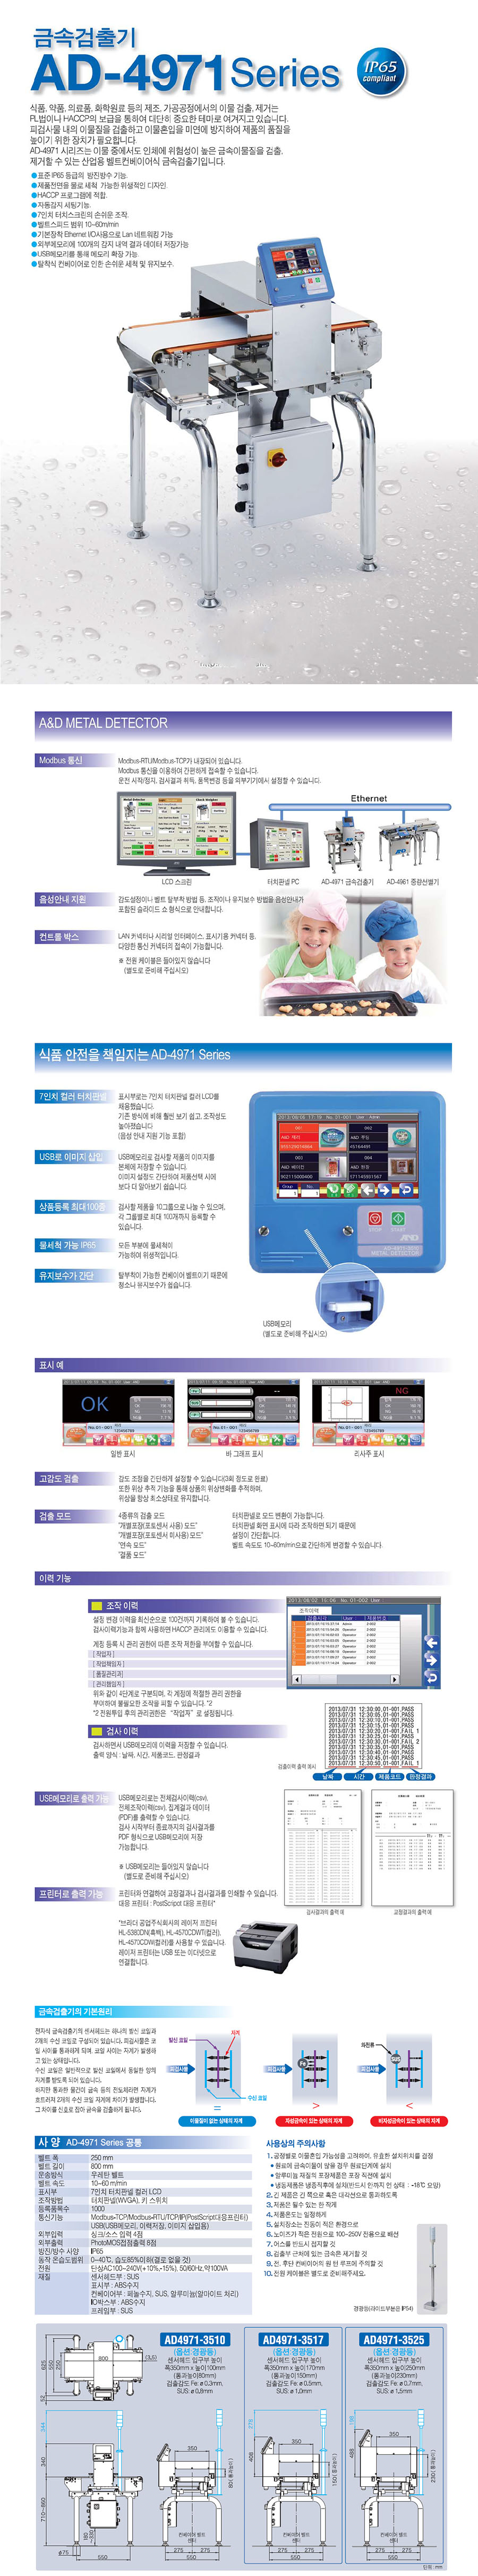 금속검출기
AD-4971 Series
IP65
compliant
식품, 약품, 의료품, 화학원료 등의 제조, 가공공정에서의 이물 검출, 제거는
PL법이나 HACCP의 보급을 통하여 대단히 중요한 테마로 여겨지고 있습니다.
피검사물 내의 이물질을 검출하고 이물혼입을 미연에 방지하여 제품의 품질을
높이기 위한 장치가 필요합니다.
AD-4971 시리즈는 이물 중에서도 인체에 위험성이 높은 금속이물질을 검출,
제거할 수 있는 산업용 벨트컨베이어식 금속검출기입니다.
●표준 IP65 등급의 방진방수 기능.
●제품전면을 물로 세척 가능한 위생적인 디자인.
●HACCP 프로그램에 적합.
●자동감지 세팅기능.
●7인치 터치스크린의 손쉬운 조작.
●벨트스피드 범위 10~60m/min
●기본장착 Ethernet I/O사용으로 Lan 네트워킹 가능
●외부메모리에 100개의 감지 내역 결과 데이터 저장가능
●USB메모리를 통해 메모리 확장 가능.
●탈착식 컨베이어로 인한 손쉬운 세척 및 유지보수.
A&D METAL DETECTOR
Modbus 통신
Modbus-RTU/Modbus-TCP가 내장되어 있습니다.
Modbus 통신을 이용하여 간편하게 접속할 수 있습니다.
운전 시작/정지, 검사결과 취득, 품목변경 등을 외부기기에서 설정할 수 있습니다.
Ethernet
LCD 스크린
터치판넬 PC
AD-4971 금속검출기
AD-4961 중량선별기
음성안내 지원
감도설정이나 벨트 탈부착 방법 등, 조작이나 유지보수 방법을 음성안내가
포함된 슬라이드 쇼 형식으로 안내합니다.
컨트롤 박스
LAN 커넥터나 시리얼 인터페이스, 표시기용 커넥터 등,
다양한 통신 커넥터의 접속이 가능합니다.
※ 전원 케이블은 들어있지 않습니다
(별도로 준비해 주십시오)
식품 안전을 책임지는 AD-4971 Series
7인치 컬러 터치판넬
표시부로는 7인치 터치판넬 컬러 LCD를
채용했습니다.
기존 방식에 비해 훨씬 보기 쉽고, 조작성도
높아졌습니다
(음성 안내 지원 기능 포함)
USB로 이미지 삽입
USB메모리로 검사할 제품의 이미지를
본체에 저장할 수 있습니다.
이미지 설정도 간단하여 제품선택 시에
보다 더 알아보기 쉽습니다.
상품등록 최대100종
검사할 제품을 10그룹으로 나눌 수 있으며,
각 그룹별로 최대 100개까지 등록할 수
있습니다.
물세척 가능 IP65
모든 부분에 물세척이
가능하여 위생적입니다.
유지보수가 간단
탈부착이 가능한 컨베이어 벨트이기 때문에
청소나 유지보수가 쉽습니다.
USB메모리
(별도로 준비해 주십시오)
표시 예
OK
NG
일반 표시
바 그래프 표시
리사주 표시
고감도 검출
감도 조정을 간단하게 설정할 수 있습니다(3회 정도로 완료)
또한 위상 추적 기능을 통해 상품의 위상변화를 추적하며,
위상을 항상 최소상태로 유지합니다.
검출 모드
4종류의 검출 모드
"개별포장(포토센서 사용) 모드"
"개별포장(포토센서 미사용) 모드"
"연속 모드"
"결품 모드"
터치판넬로 모드 변환이 가능합니다.
터치판넬 화면 표시에 따라 조작하면 되기 때문에
설정이 간단합니다.
벨트 속도도 10~60m/min으로 간단하게 변경할 수 있습니다.
이력 기능
조작 이력
설정 변경 이력을 최신순으로 100건까지 기록하여 볼 수 있습니다.
검사이력기능과 함께 사용하면 HACCP 관리에도 이용할 수 있습니다.
계정 등록 시 관리 권한에 따른 조작 제한을 부여할 수 있습니다.
[ 작업자 ]
[ 작업책임자 ]
[ 품질관리과 ]
[ 관리책임자 ]
위와 같이 4단계로 구분되며, 각 계정에 적절한 관리 권한을
부여하여 불필요한 조작을 피할 수 있습니다. *2
*2 전원투입 후의 관리권한은 "작업자" 로 설정됩니다.
검사 이력
검사하면서 USB메모리에 이력을 저장할 수 있습니다.
출력 양식 : 날짜, 시간, 제품코드, 판정결과
2013/07/31 12:30:00,01-001,PASS
2013/07/31 12:30:05,01-001,PASS
2013/07/31 12:30:10,01-001,PASS
2013/07/31 12:30:15,01-001,PASS
2013/07/31 12:30:20,01-001,FAIL 1
2013/07/31 12:30:25,01-001,PASS
2013/07/31 12:30:30,01-001,FAIL 2
2013/07/31 12:30:35,01-001,PASS
2013/07/31 12:30:40,01-001,PASS
2013/07/31 12:30:45,01-001,PASS
2013/07/31 12:30:50,01-001,FAIL 1
검출이력 출력 예시
날짜
시간
제품코드
판정결과
USB메모리로 출력 가능
USB메모리로는 전체검사이력(csv),
전체조작이력(csv), 집계결과 데이터
(PDF)를 출력할 수 있습니다.
검사 시작부터 종료까지의 검사결과를
PDF 형식으로 USB메모리에 저장
가능합니다.
※ USB메모리는 들어있지 않습니다
(별도로 준비해 주십시오)
프린터로 출력 가능
프린터와 연결하여 교정결과나 검사결과를 인쇄할 수 있습니다.
대응 프린터 : PostScripot 대응 프린터*
*브라더 공업주식회사의 레이저 프린터
HL-5380DN(흑백), HL-4570CDWT(컬러),
HL-4570CDW(컬러)를 사용할 수 있습니다.
레이저 프린터는 USB 또는 이더넷으로
연결합니다.
검사결과의 출력 예
교정결과의 출력 예
금속검출기의 기본원리
전자식 금속검출기의 센서헤드는 하나의 발신 코일과
2개의 수신 코일로 구성되어 있습니다. 피검사물은 코
일 사이를 통과하게 되며, 코일 사이는 자계가 발생하
고 있는 상태입니다.
수신 코일은 일반적으로 발신 코일에서 동일한 양의
자계를 받도록 되어 있습니다.
하지만 통과한 물건이 금속 등의 전도체라면 자계가
흐트러져 2개의 수신 코일 자계에 차이가 발생합니다.
그 차이를 신호로 잡아 금속을 검출하게 됩니다.
발신 코일
자계
피검사물
수신 코일
=
이물질이 없는 상태의 자계
피검사물
Fe
>
자성금속이 있는 상태의 자계
와전류
피검사물
SUS
<
비자성금속이 있는 상태의 자계
사 양 AD-4971 Series 공통
벨트 폭 250 mm
벨트 길이 800 mm
운송방식 우레탄 벨트
벨트 속도 10~60 m/min
표시부 7인치 터치판넬 컬러 LCD
조작방법 터치판넬(WVGA), 키 스위치
등록품목수 1000
통신기능 Modbus-TCP/Modbus-RTU/TCP/IP(PostScript대응프린터)
USB(USB메모리, 이력저장, 이미지 삽입용)
외부입력 싱크/소스 입력 4점
외부출력 PhotoMOS접점출력 8점
방진/방수 사양 IP65
동작 온습도범위 0~40℃, 습도85%이하(결로 없을 것)
전원 단상AC100~240V(+10%,-15%), 50/60Hz,약100VA
재질 센서헤드부 : SUS
표시부 : ABS수지
컨베이어부 : 페놀수지, SUS, 알루미늄(알마이트 처리)
I/O박스부 : ABS수지
프레임부 : SUS
사용상의 주의사항
1. 공정별로 이물혼입 가능성을 고려하여, 유효한 설치위치를 결정
● 원료에 금속이물이 많을 경우 원료단계에 설치
● 알루미늄 재질의 포장제품은 포장 직전에 설치
● 냉동제품은 냉동직후에 설치(반드시 안까지 언 상태 : -18℃ 요망)
2. 긴 제품은 긴 쪽으로 혹은 대각선으로 통과하도록
3. 제품은 될수 있는 한 작게
4. 제품온도는 일정하게
5. 설치장소는 진동이 적은 환경으로
6. 노이즈가 적은 전원으로 100~250V 전용으로 배선
7. 어스를 반드시 접지할 것
8. 검출부 근처에 있는 금속은 제거할 것
9. 전, 후단 컨베이어의 원 턴 루프에 주의할 것
10. 전원 케이블은 별도로 준비해주세요.
경광등(라이트부분은 IP54)
AD4971-3510
(옵션:경광등)
센서헤드 입구부 높이
폭350mm x 높이100mm
(통과높이80mm)
검출감도 Fe: ø 0.3mm,
SUS: ø 0.8mm
AD4971-3517
(옵션:경광등)
센서헤드 입구부 높이
폭350mm x 높이170mm
(통과높이150mm)
검출감도 Fe: ø 0.5mm,
SUS: ø 1.0mm
AD4971-3525
(옵션:경광등)
센서헤드 입구부 높이
폭350mm x 높이250mm
(통과높이230mm)
검출감도 Fe: ø 0.7mm,
SUS: ø 1.5mm
단위 : mm